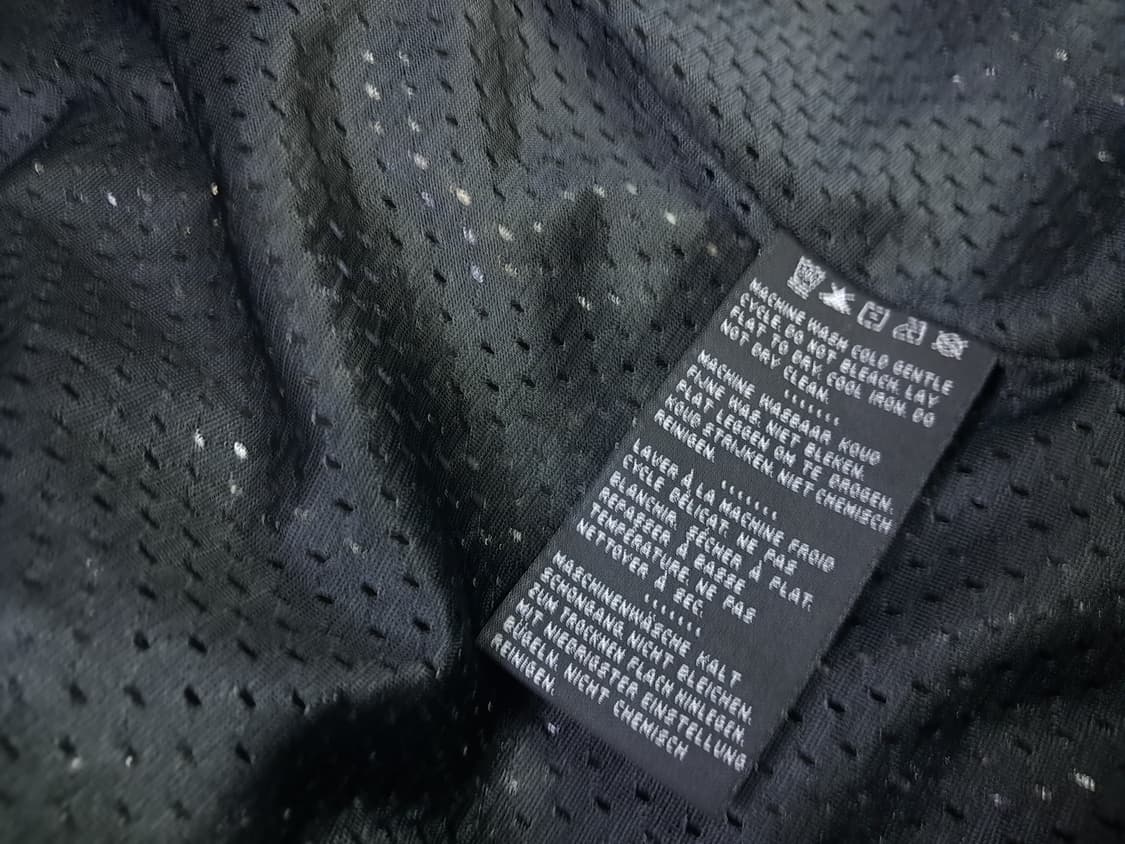 MACHINE WASH COLD GENTLE
CYCLE. DO NOT BLEACH. LAY
FLAT TO DRY. COOL IRON. DO
NOT DRY CLEAN.
MACHINE WASBAAR KOUD
FIJNE WAS. NIET BLEKEN.
PLAT LEGGEN OM TE DROGEN.
KOUD STRIJKEN. NIET CHEMISCH
REINIGEN.
LAVER À LA MACHINE FROID
CYCLE DÉLICAT. NE PAS
BLANCHIR. SÉCHER À PLAT.
REPASSER À BASSE
TEMPÉRATURE. NE PAS
NETTOYER À SEC.
MASCHINENWÄSCHE KALT
SCHONGANG. NICHT BLEICHEN.
ZUM TROCKNEN FLACH HINLEGEN.
MIT NIEBRIGSTER EINSTELLUNG
BÜGELN. NICHT CHEMISCH
REINIGEN.